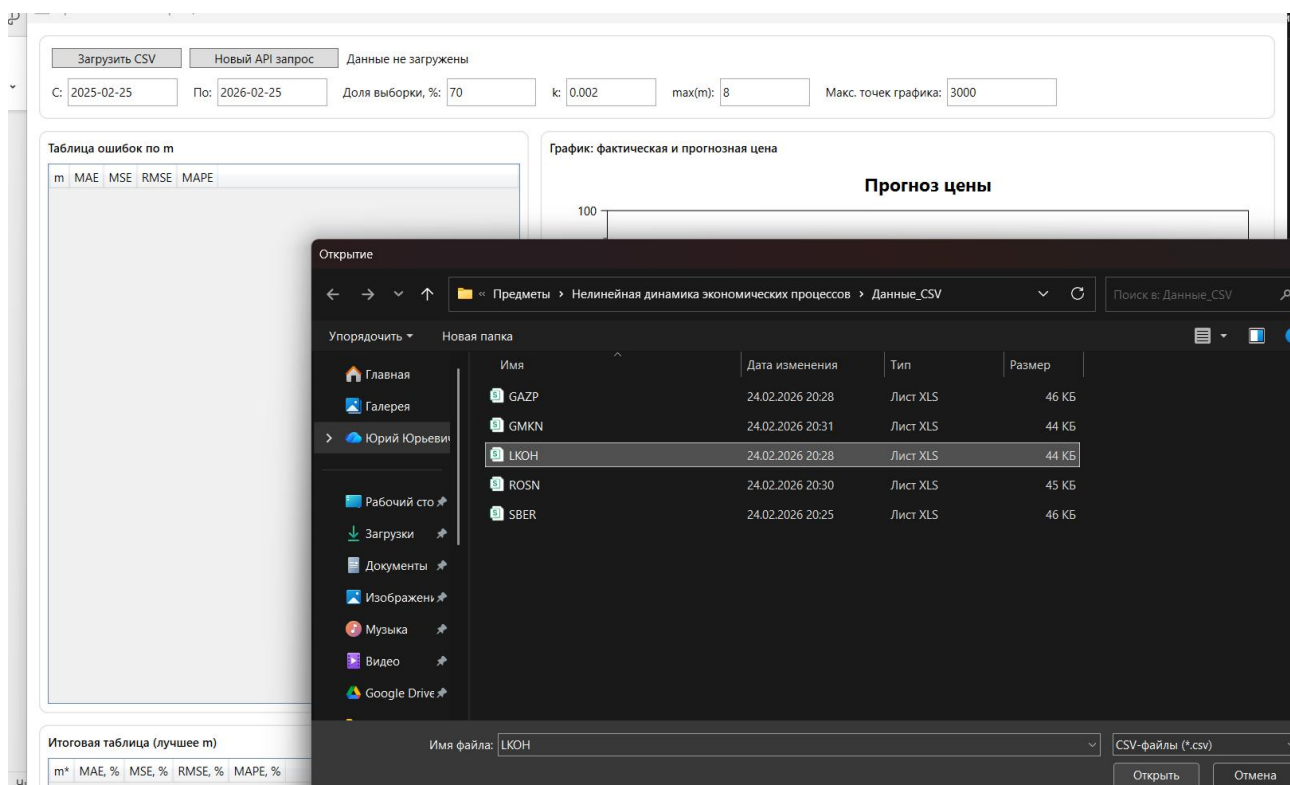 Загрузить CSV Новый API запрос Данные не загружены
С: 2025-02-25 По: 2026-02-25 Доля выборки, %: 70 k: 0.002 max(m): 8 Макс. точек графика: 3000
Таблица ошибок по m
m MAE MSE RMSE MAPE
График: фактическая и прогнозная цена
Прогноз цены
100
Открытие
« Предметы › Нелинейная динамика экономических процессов › Данные_CSV Поиск в: Данные_CSV
Упорядочить Новая папка
Главная
Галерея
Юрий Юрьеви
Рабочий сто
Загрузки
Документы
Изображени
Музыка
Видео
Google Drive
Имя Дата изменения Тип Размер
GAZP 24.02.2026 20:28 Лист XLS 46 КБ
GMKN 24.02.2026 20:31 Лист XLS 44 КБ
LKOH 24.02.2026 20:28 Лист XLS 44 КБ
ROSN 24.02.2026 20:30 Лист XLS 45 КБ
SBER 24.02.2026 20:25 Лист XLS 46 КБ
Имя файла: LKOH CSV-файлы (*.csv)
Открыть Отмена
Итоговая таблица (лучшее m)
m* MAE, % MSE, % RMSE, % MAPE, %